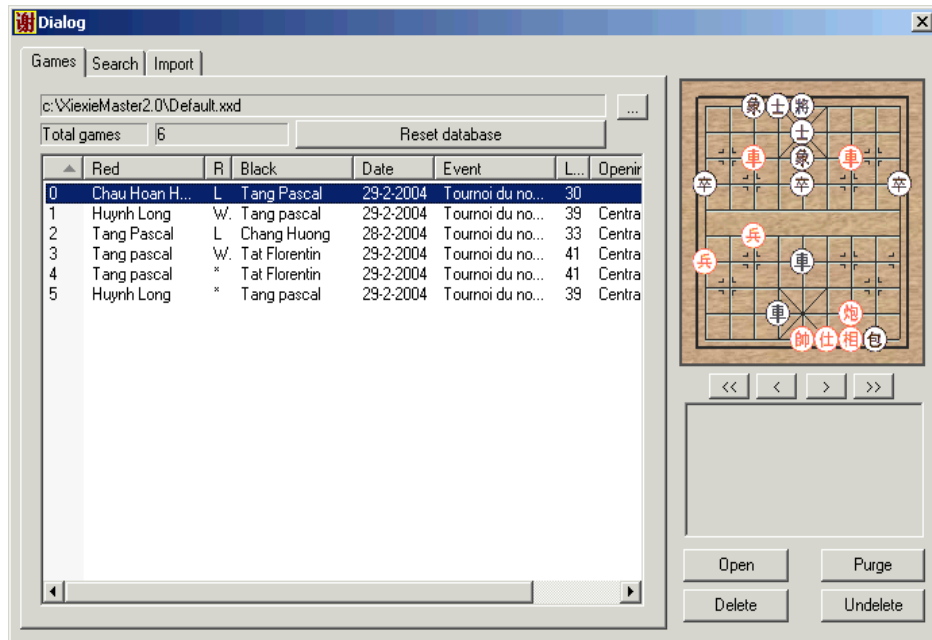 谢 Dialog
Games Search Import
c:\XiexieMaster2.0\Default.xxd ...
Total games 6 Reset database
Red R Black Date Event L... Openin
0 Chau Hoan H... L Tang Pascal 29-2-2004 Tournoi du no... 30
1 Huynh Long W. Tang pascal 29-2-2004 Tournoi du no... 39 Centra
2 Tang Pascal L Chang Huong 28-2-2004 Tournoi du no... 33 Centra
3 Tang pascal W. Tat Florentin 29-2-2004 Tournoi du no... 41 Centra
4 Tang pascal * Tat Florentin 29-2-2004 Tournoi du no... 41 Centra
5 Huynh Long * Tang pascal 29-2-2004 Tournoi du no... 39 Centra
象 士 將
士
車 象 車
卒 卒 卒
兵
兵 車
車 炮
帥 仕 相 包
<< < > >>
Open Purge
Delete Undelete